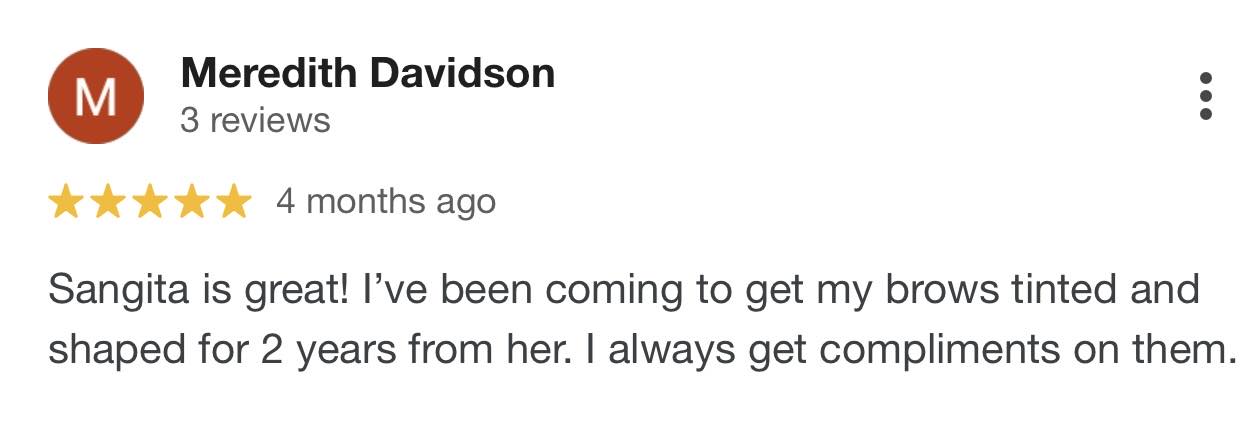 M
Meredith Davidson
3 reviews
4 months ago
Sangita is great! I’ve been coming to get my brows tinted and
shaped for 2 years from her. I always get compliments on them.